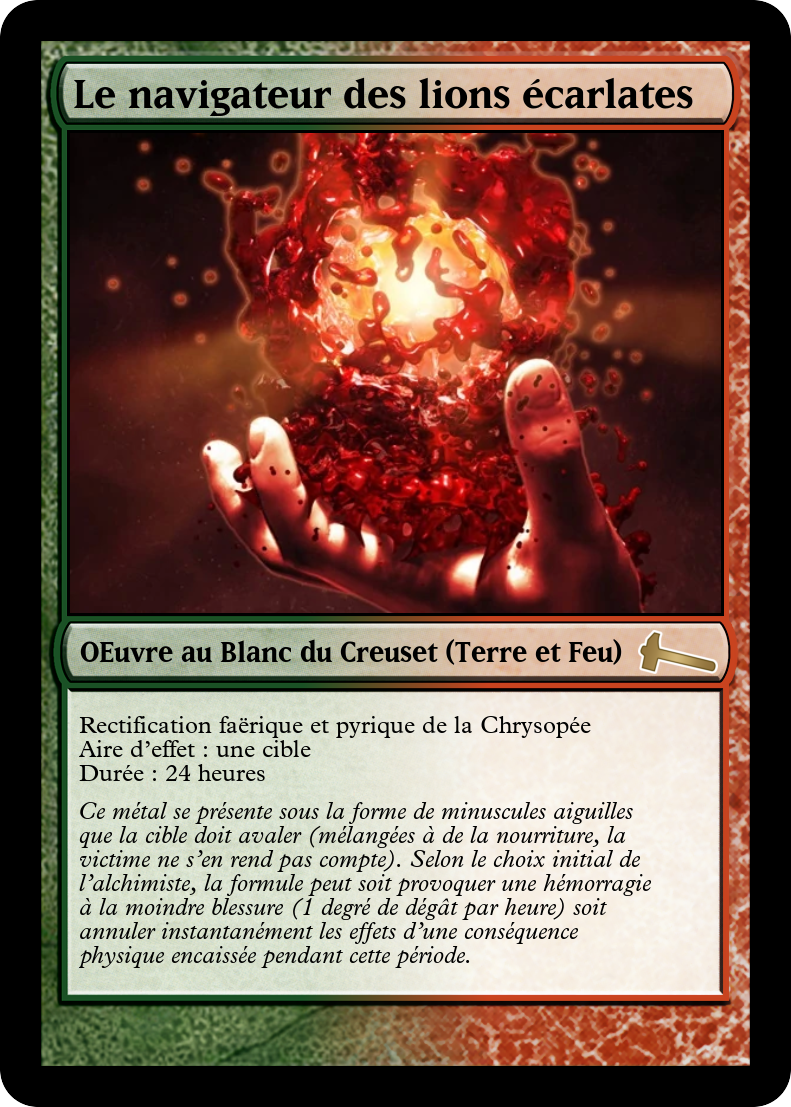 Le navigateur des lions écarlates
OEuvre au Blanc du Creuset (Terre et Feu)
Rectification faërique et pyrique de la Chrysopée
Aire d'effet : une cible
Durée : 24 heures
Ce métal se présente sous la forme de minuscules aiguilles
que la cible doit avaler (mélangées à de la nourriture, la
victime ne s'en rend pas compte). Selon le choix initial de
l'alchimiste, la formule peut soit provoquer une hémorragie
à la moindre blessure (1 degré de dégât par heure) soit
annuler instantanément les effets d'une conséquence
physique encaissée pendant cette période.